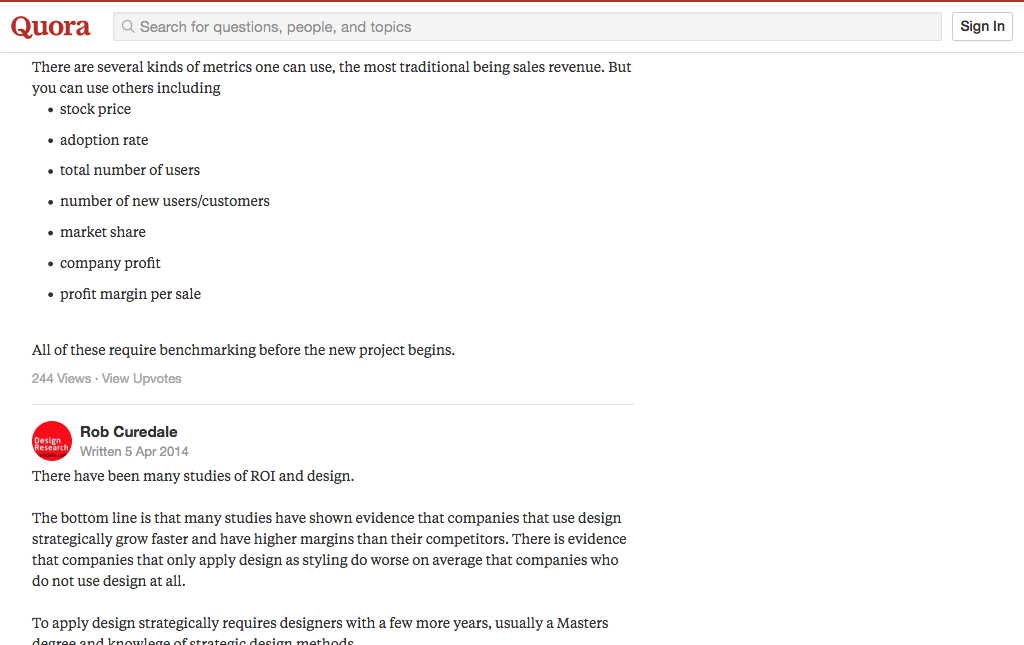 Quora
Search for questions, people, and topics
Sign In
There are several kinds of metrics one can use, the most traditional being sales revenue. But
you can use others including
• stock price
• adoption rate
• total number of users
• number of new users/customers
• market share
• company profit
• profit margin per sale
All of these require benchmarking before the new project begins.
244 Views · View Upvotes
Design
Research
Rob Curedale
Written 5 Apr 2014
There have been many studies of ROI and design.
The bottom line is that many studies have shown evidence that companies that use design
strategically grow faster and have higher margins than their competitors. There is evidence
that companies that only apply design as styling do worse on average that companies who
do not use design at all.
To apply design strategically requires designers with a few more years, usually a Masters
degree and knowlege of strategic design methods.